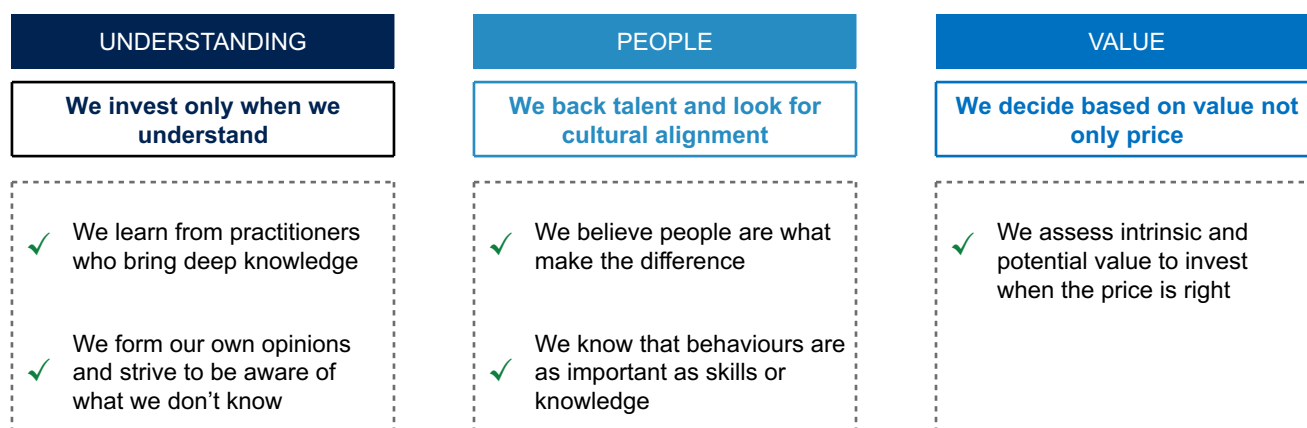 UNDERSTANDING
We invest only when we
understand
✓ We learn from practitioners
who bring deep knowledge
✓ We form our own opinions
and strive to be aware of
what we don’t know
PEOPLE
We back talent and look for
cultural alignment
✓ We believe people are what
make the difference
✓ We know that behaviours are
as important as skills or
knowledge
VALUE
We decide based on value not
only price
✓ We assess intrinsic and
potential value to invest
when the price is right